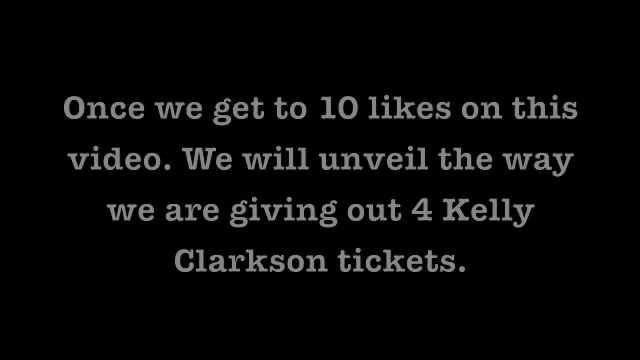 Once we get to 10 likes on this
video. We will unveil the way
we are giving out 4 Kelly
Clarkson tickets.